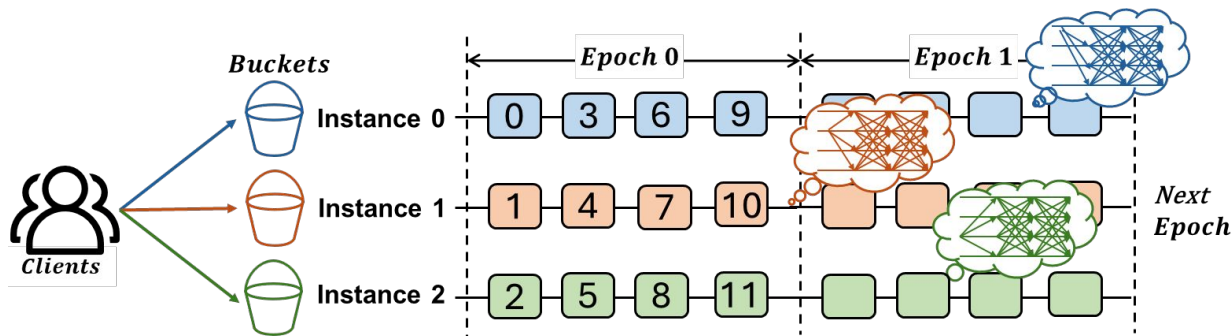 Epoch 0
Epoch 1
Buckets
Instance 0
0 3 6 9
Instance 1
1 4 7 10
Next
Epoch
Clients
Instance 2
2 5 8 11